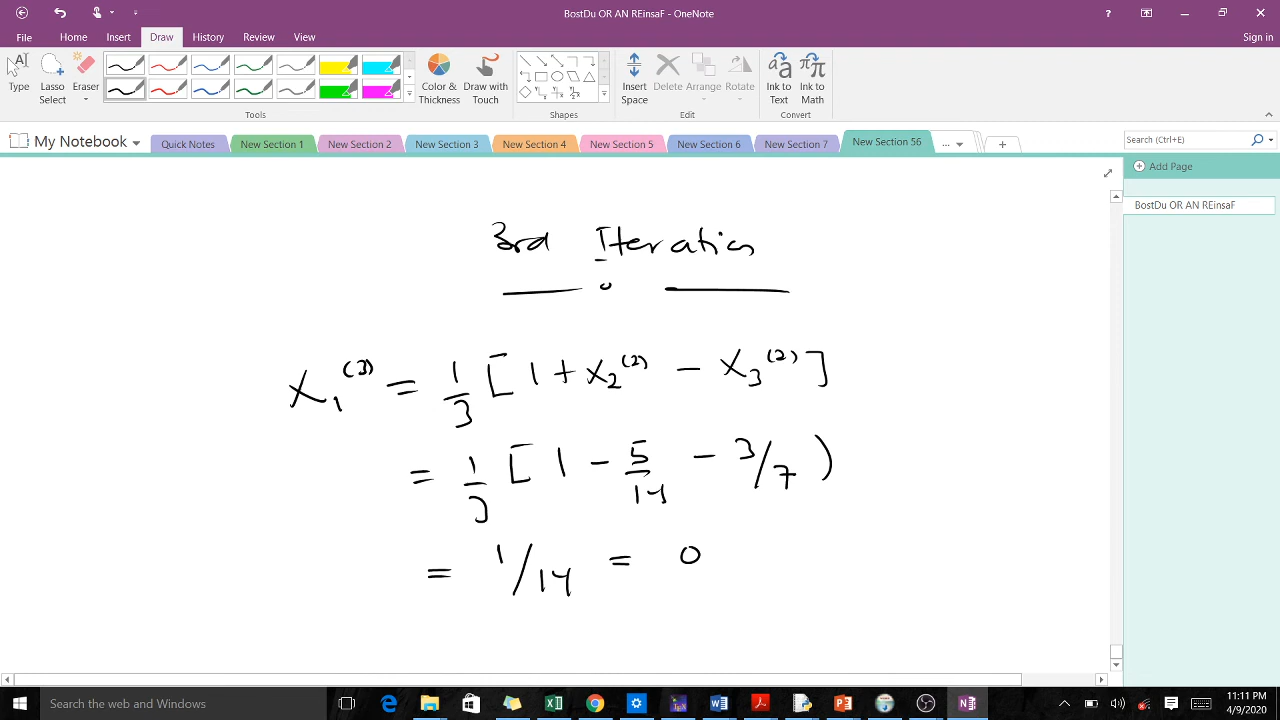 BostDu OR AN REinsaF - OneNote
File Home Insert Draw History Review View Sign in
Type Lasso Select Eraser Color & Thickness Draw with Touch Insert Space Delete Arrange Rotate Ink to Text Ink to Math
Tools Shapes Edit Convert
My Notebook Quick Notes New Section 1 New Section 2 New Section 3 New Section 4 New Section 5 New Section 6 New Section 7 New Section 56 ... Search (Ctrl+E)
Add Page
BostDu OR AN REinsaF
3rd Iteration
X₁⁽³⁾ = 1/3 [ 1 + X₂⁽²⁾ - X₃⁽²⁾ ]
= 1/3 [ 1 - 5/14 - 3/7 )
= 1/14 = 0
Search the web and Windows
11:11 PM
4/9/2020